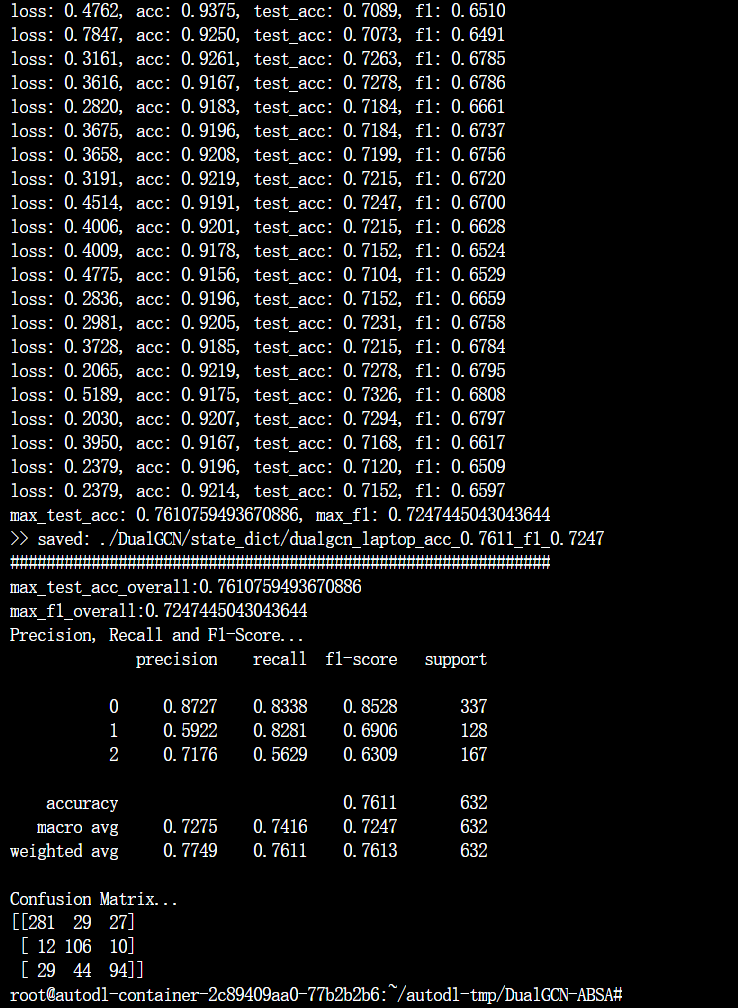 loss: 0.4762, acc: 0.9375, test_acc: 0.7089, f1: 0.6510
loss: 0.7847, acc: 0.9250, test_acc: 0.7073, f1: 0.6491
loss: 0.3161, acc: 0.9261, test_acc: 0.7263, f1: 0.6785
loss: 0.3616, acc: 0.9167, test_acc: 0.7278, f1: 0.6786
loss: 0.2820, acc: 0.9183, test_acc: 0.7184, f1: 0.6661
loss: 0.3675, acc: 0.9196, test_acc: 0.7184, f1: 0.6737
loss: 0.3658, acc: 0.9208, test_acc: 0.7199, f1: 0.6756
loss: 0.3191, acc: 0.9219, test_acc: 0.7215, f1: 0.6720
loss: 0.4514, acc: 0.9191, test_acc: 0.7247, f1: 0.6700
loss: 0.4006, acc: 0.9201, test_acc: 0.7215, f1: 0.6628
loss: 0.4009, acc: 0.9178, test_acc: 0.7152, f1: 0.6524
loss: 0.4775, acc: 0.9156, test_acc: 0.7104, f1: 0.6529
loss: 0.2836, acc: 0.9196, test_acc: 0.7152, f1: 0.6659
loss: 0.2981, acc: 0.9205, test_acc: 0.7231, f1: 0.6758
loss: 0.3728, acc: 0.9185, test_acc: 0.7215, f1: 0.6784
loss: 0.2065, acc: 0.9219, test_acc: 0.7278, f1: 0.6795
loss: 0.5189, acc: 0.9175, test_acc: 0.7326, f1: 0.6808
loss: 0.2030, acc: 0.9207, test_acc: 0.7294, f1: 0.6797
loss: 0.3950, acc: 0.9167, test_acc: 0.7168, f1: 0.6617
loss: 0.2379, acc: 0.9196, test_acc: 0.7120, f1: 0.6509
loss: 0.2379, acc: 0.9214, test_acc: 0.7152, f1: 0.6597
max_test_acc: 0.7610759493670886, max_f1: 0.7247445043043644
>> saved: ./DualGCN/state_dict/dualgcn_laptop_acc_0.7611_f1_0.7247
############################################################
max_test_acc_overall:0.7610759493670886
max_f1_overall:0.7247445043043644
Precision, Recall and F1-Score...
precision recall f1-score support
0 0.8727 0.8338 0.8528 337
1 0.5922 0.8281 0.6906 128
2 0.7176 0.5629 0.6309 167
accuracy 0.7611 632
macro avg 0.7275 0.7416 0.7247 632
weighted avg 0.7749 0.7611 0.7613 632
Confusion Matrix...
[[281 29 27]
[ 12 106 10]
[ 29 44 94]]
root@autodl-container-2c89409aa0-77b2b2b6:~/autodl-tmp/DualGCN-ABSA#